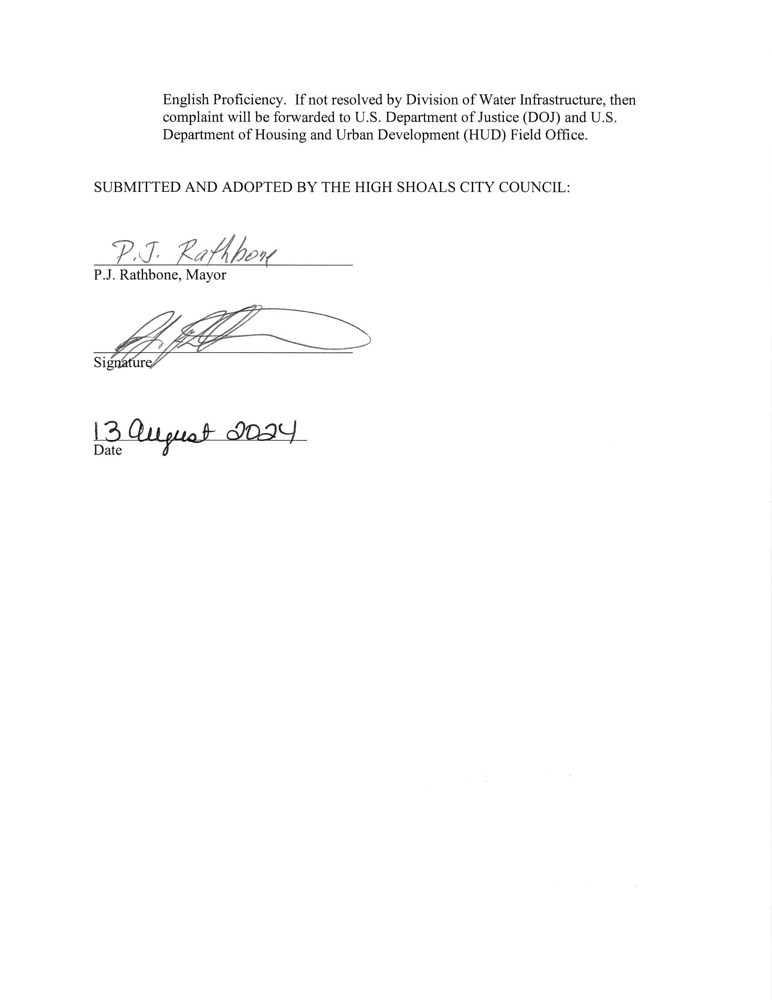 English Proficiency.  If not resolved by Division of Water Infrastructure, then
complaint will be forwarded to U.S. Department of Justice (DOJ) and U.S.
Department of Housing and Urban Development (HUD) Field Office.
SUBMITTED AND ADOPTED BY THE HIGH SHOALS CITY COUNCIL:
P.J. Rathbone
P.J. Rathbone, Mayor
Signature
13 August 2024
Date